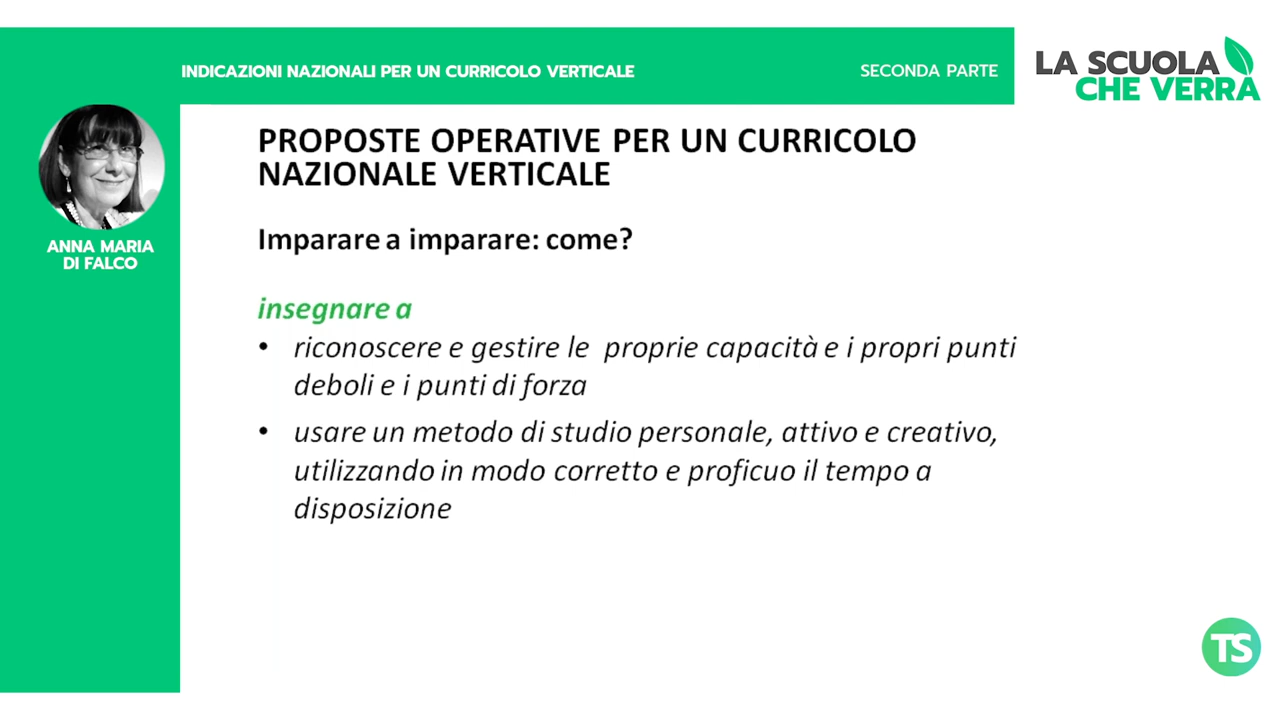 INDICAZIONI NAZIONALI PER UN CURRICOLO VERTICALE
SECONDA PARTE
LA SCUOLA
CHE VERRÀ
ANNA MARIA
DI FALCO
PROPOSTE OPERATIVE PER UN CURRICOLO
NAZIONALE VERTICALE
Imparare a imparare: come?
insegnare a
• riconoscere e gestire le proprie capacità e i propri punti
deboli e i punti di forza
• usare un metodo di studio personale, attivo e creativo,
utilizzando in modo corretto e proficuo il tempo a
disposizione
TS